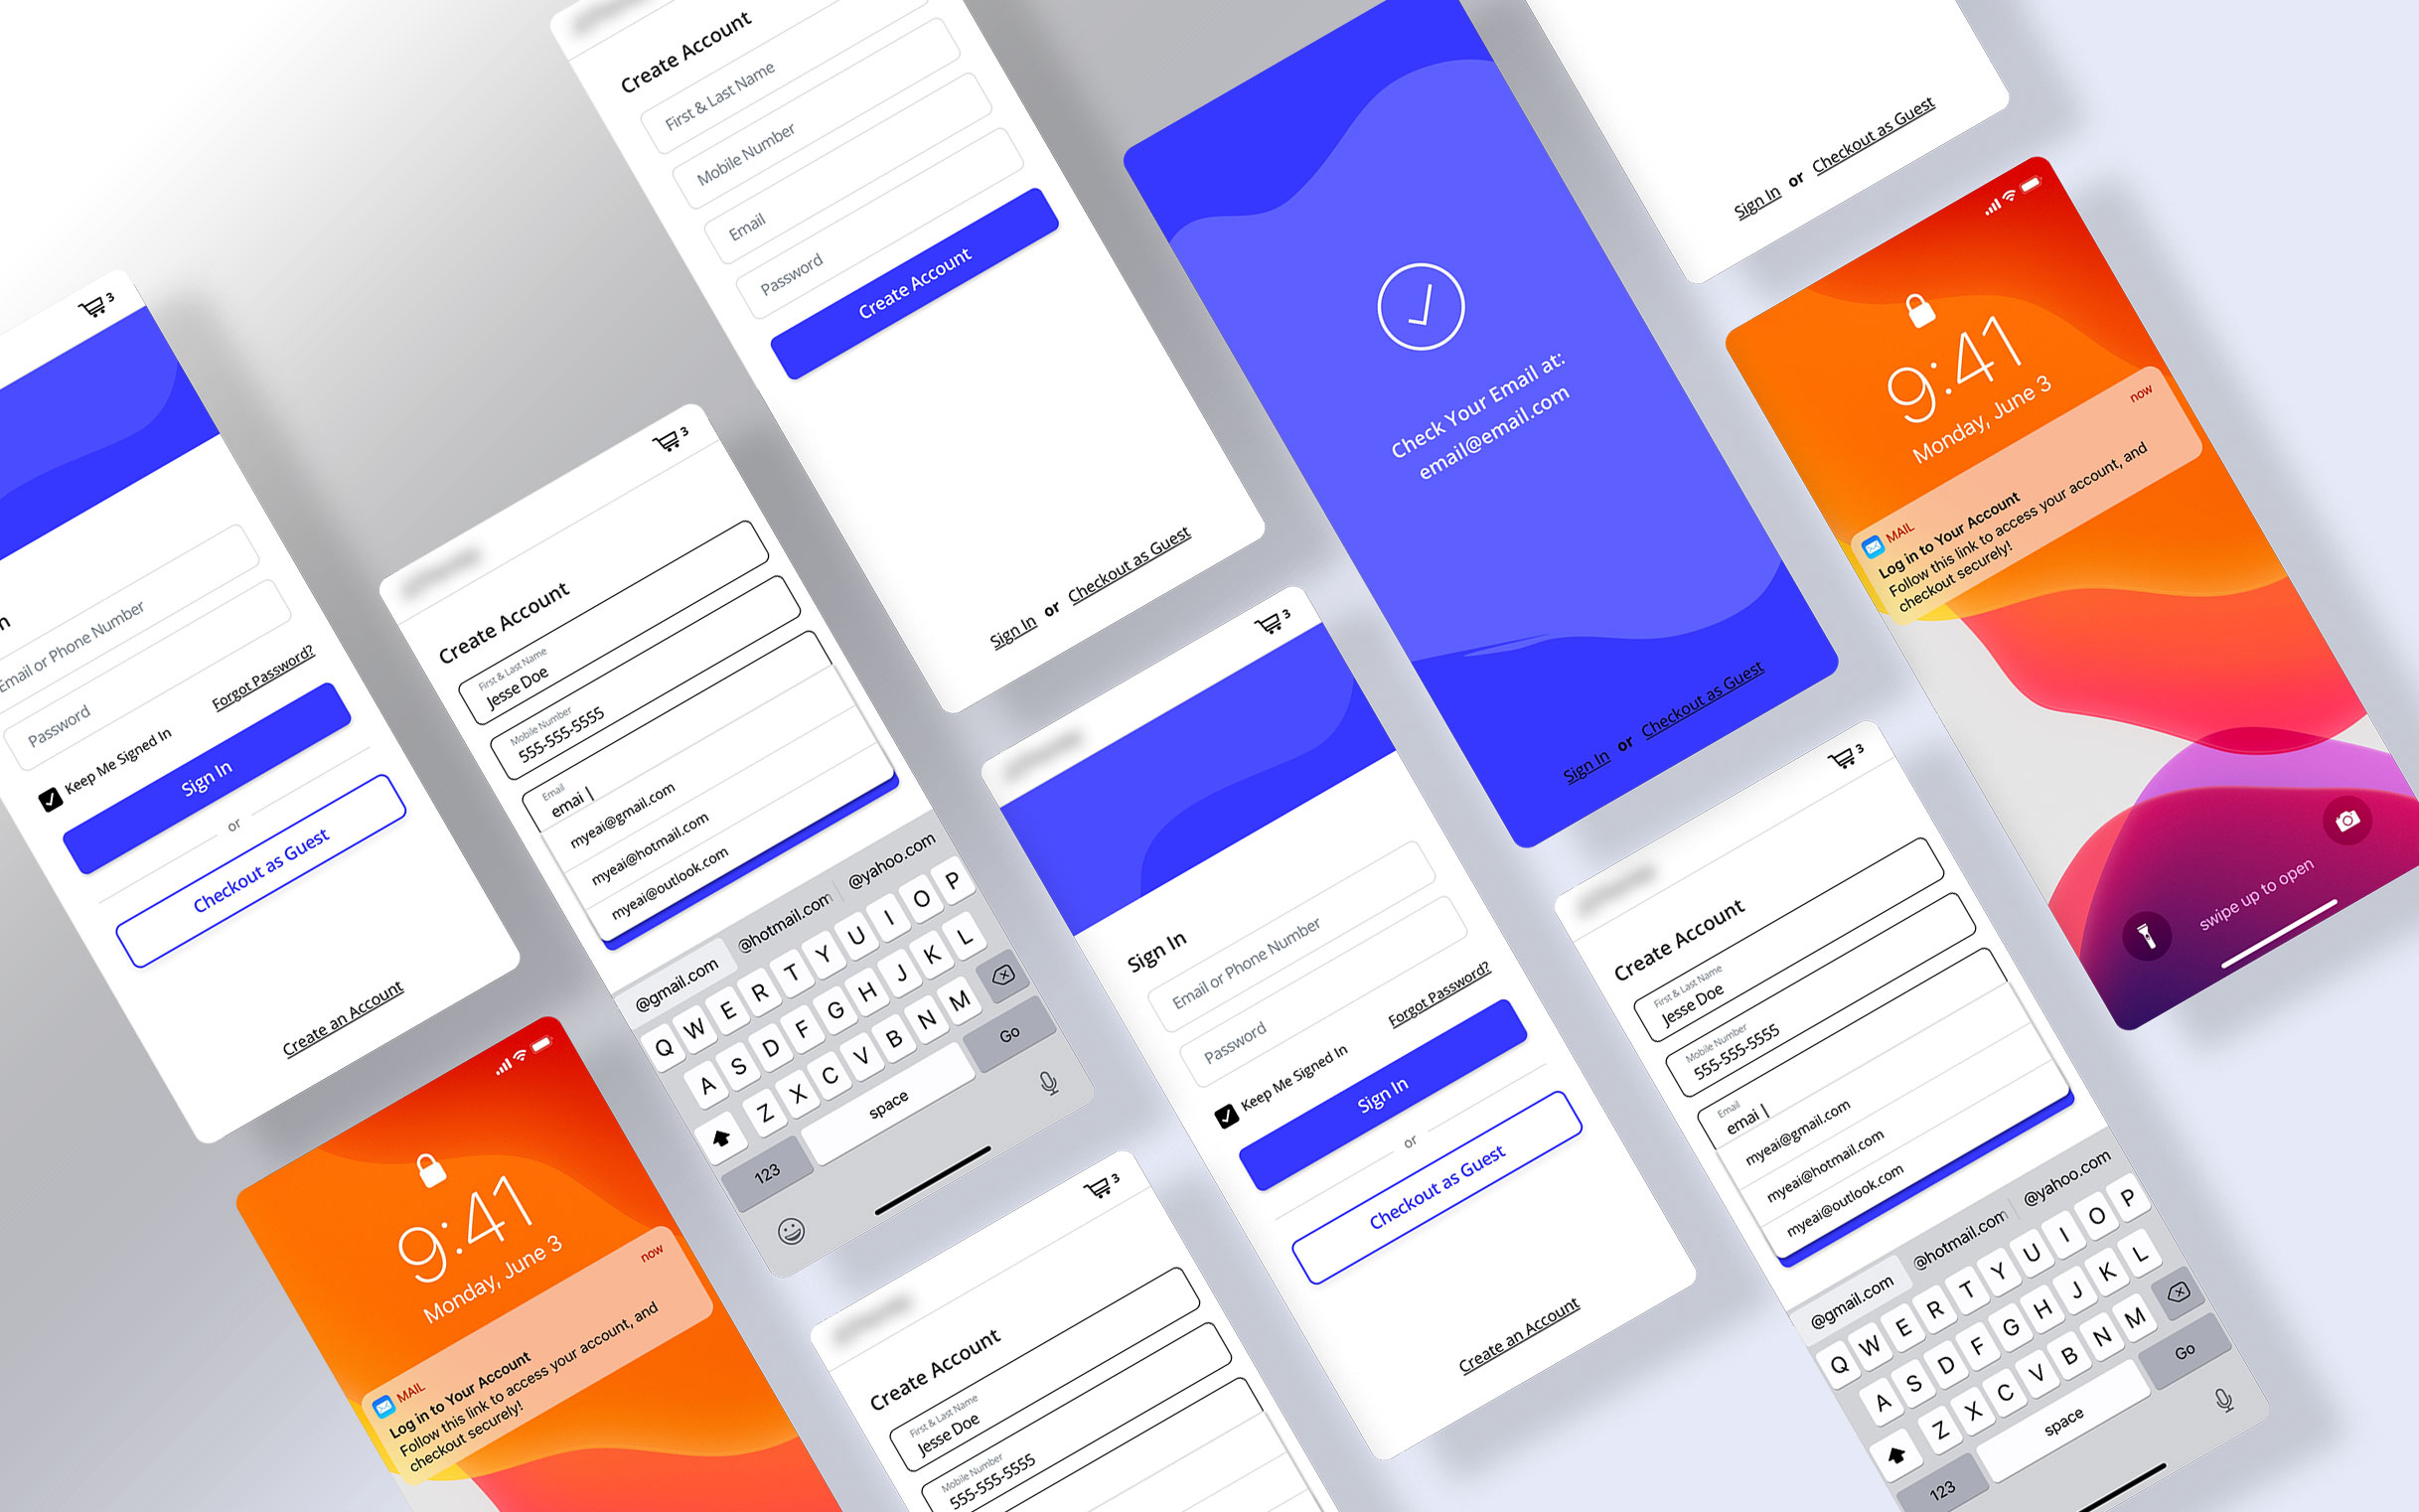 3
n
Email or Phone Number
Password
Forgot Password?
Keep Me Signed In
Sign In
or
Checkout as Guest
Create an Account
9:41
Monday, June 3
MAIL
now
Log in to Your Account
Follow this link to access your account, and
checkout securely!
3
Create Account
First & Last Name
Jesse Doe
Mobile Number
555-555-5555
Email
emai |
myeai@gmail.com
myeai@hotmail.com
myeai@outlook.com
@gmail.com
@hotmail.com
@yahoo.com
Q W E R T Y U I O P
A S D F G H J K L
Z X C V B N M
123
space
Go
Create Account
First & Last Name
Mobile Number
Email
Password
Create Account
Sign In or Checkout as Guest
3
Create Account
First & Last Name
Jesse Doe
Mobile Number
555-555-5555
3
Sign In
Email or Phone Number
Password
Forgot Password?
Keep Me Signed In
Sign In
or
Checkout as Guest
Create an Account
Check Your Email at:
email@email.com
Sign In or Checkout as Guest
3
Create Account
First & Last Name
Jesse Doe
Mobile Number
555-555-5555
Email
emai |
myeai@gmail.com
myeai@hotmail.com
myeai@outlook.com
@gmail.com
@hotmail.com
@yahoo.com
Q W E R T Y U I O P
A S D F G H J K L
Z X C V B N M
123
space
Go
Sign In or Checkout as Guest
9:41
Monday, June 3
MAIL
now
Log in to Your Account
Follow this link to access your account, and
checkout securely!
swipe up to open